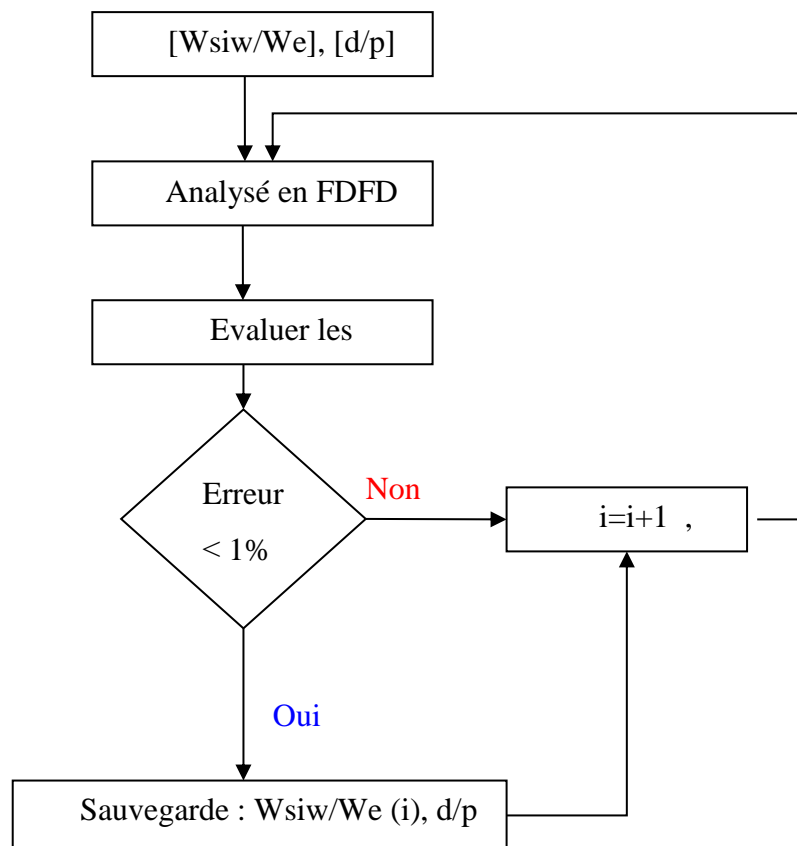 [Wsiw/We], [d/p]
Analysé en FDFD
Evaluer les
Erreur
< 1%
Non
i=i+1 ,
Oui
Sauvegarde : Wsiw/We (i), d/p